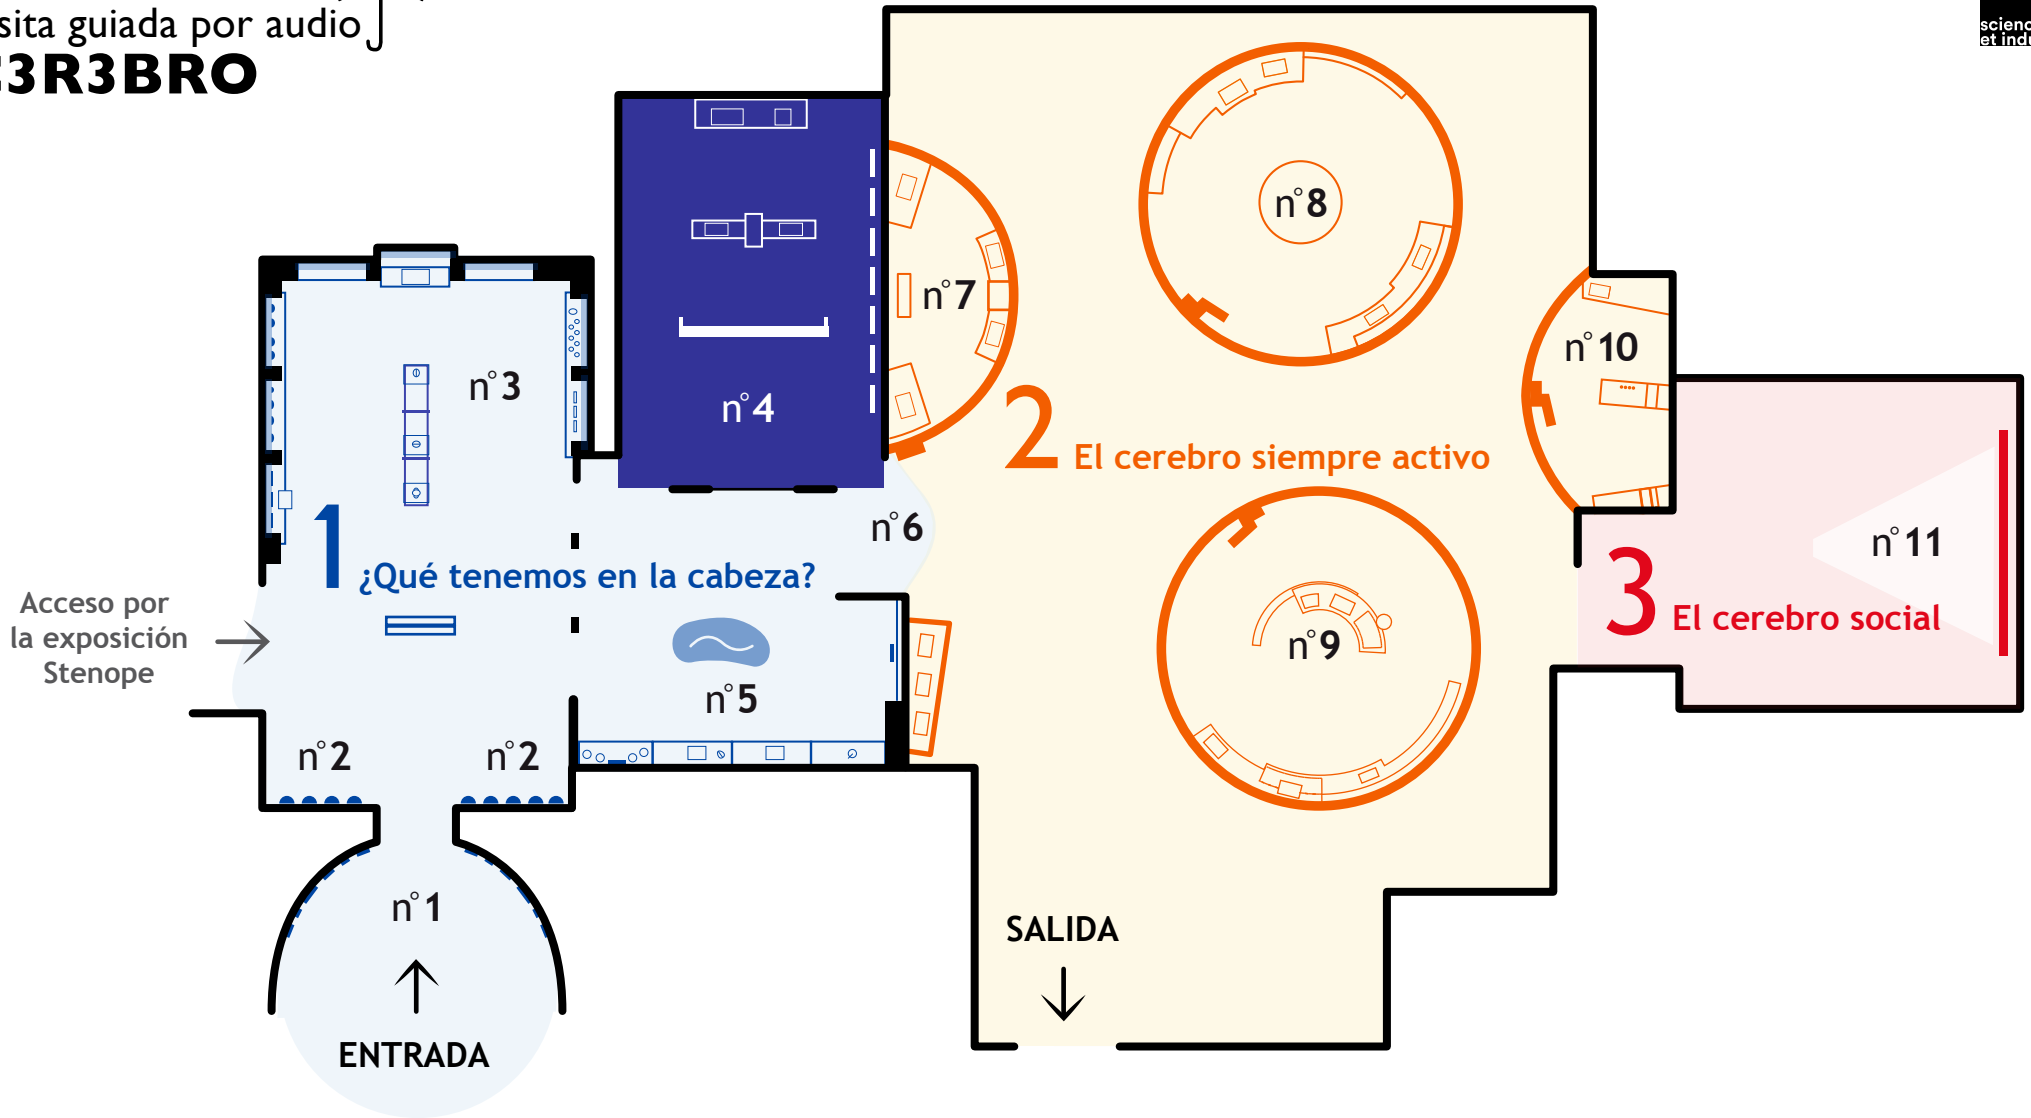 sita guiada por audio
3R3BRO
n°8
n°7
n°10
n°3
n°4
2 El cerebro siempre activo
n°6
n°11
1 ¿Qué tenemos en la cabeza?
Acceso por
la exposición
Stenope
3 El cerebro social
n°9
n°5
n°2
n°2
n°1
SALIDA
ENTRADA